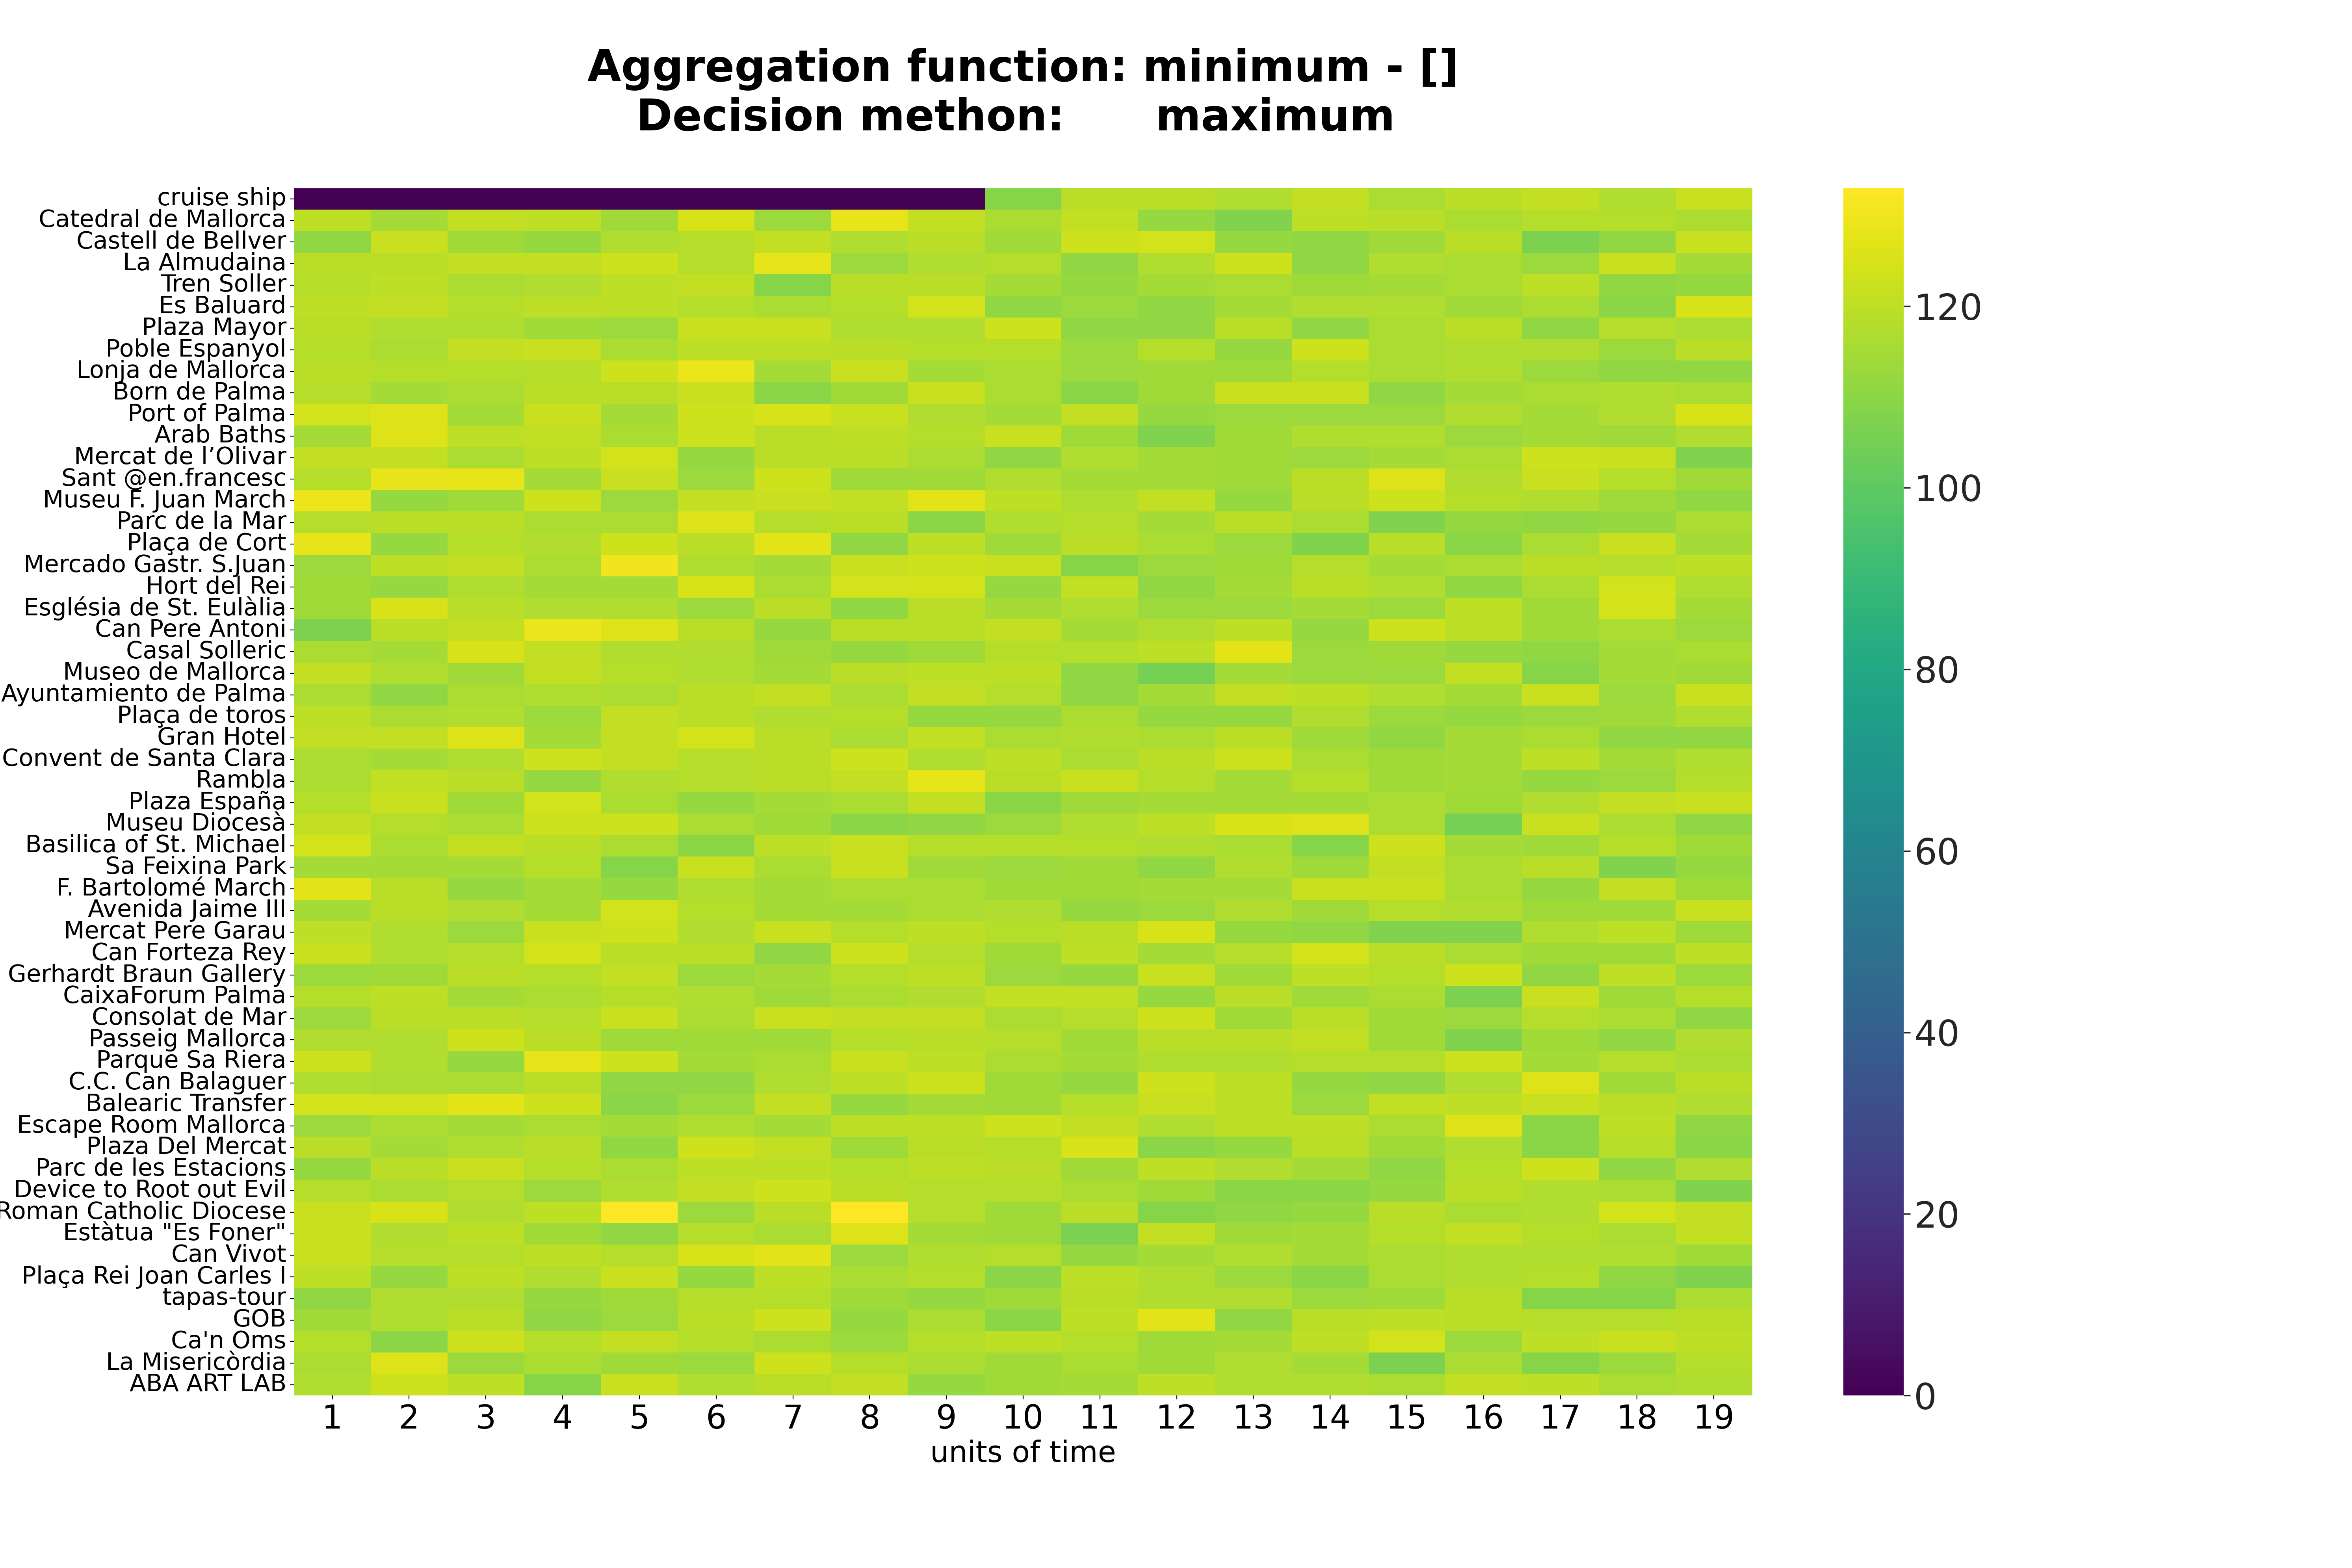 Aggregation function: minimum - []
Decision methon: maximum
cruise ship
Catedral de Mallorca
Castell de Bellver
La Almudaina
Tren Soller
Es Baluard
Plaza Mayor
Poble Espanyol
Lonja de Mallorca
Born de Palma
Port of Palma
Arab Baths
Mercat de l’Olivar
Sant @en.francesc
Museu F. Juan March
Parc de la Mar
Plaça de Cort
Mercado Gastr. S.Juan
Hort del Rei
Església de St. Eulàlia
Can Pere Antoni
Casal Solleric
Museo de Mallorca
Ayuntamiento de Palma
Plaça de toros
Gran Hotel
Convent de Santa Clara
Rambla
Plaza España
Museu Diocesà
Basilica of St. Michael
Sa Feixina Park
F. Bartolomé March
Avenida Jaime III
Mercat Pere Garau
Can Forteza Rey
Gerhardt Braun Gallery
CaixaForum Palma
Consolat de Mar
Passeig Mallorca
Parque Sa Riera
C.C. Can Balaguer
Balearic Transfer
Escape Room Mallorca
Plaza Del Mercat
Parc de les Estacions
Device to Root out Evil
Roman Catholic Diocese
Estàtua "Es Foner"
Can Vivot
Plaça Rei Joan Carles I
tapas-tour
GOB
Ca'n Oms
La Misericòrdia
ABA ART LAB
1 2 3 4 5 6 7 8 9 10 11 12 13 14 15 16 17 18 19
units of time
120
100
80
60
40
20
0